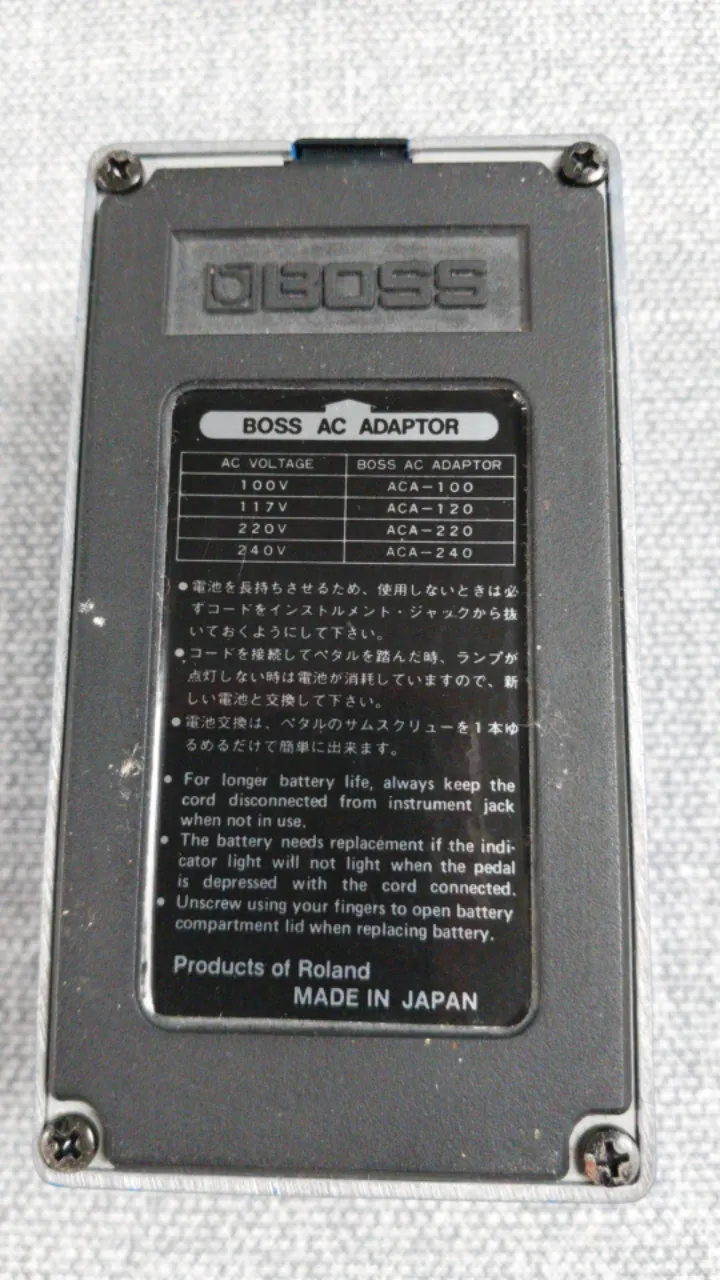 BOSS
BOSS AC ADAPTOR
AC VOLTAGE BOSS AC ADAPTOR
100V ACA-100
117V ACA-120
220V ACA-220
240V ACA-240
●電池を長持ちさせるため、使用しないときは必
ずコードをインストルメント・ジャックから抜
いておくようにして下さい。
●コードを接続してペタルを踏んだ時、ランプが
点灯しない時は電池が消耗していますので、新
しい電池と交換して下さい。
●電池交換は、ペタルのサムスクリューを1本ゆ
るめるだけで簡単に出来ます。
● For longer battery life, always keep the
cord disconnected from instrument jack
when not in use.
● The battery needs replacement if the indi-
cator light will not light when the pedal
is depressed with the cord connected.
● Unscrew using your fingers to open battery
compartment lid when replacing battery.
Products of Roland
MADE IN JAPAN